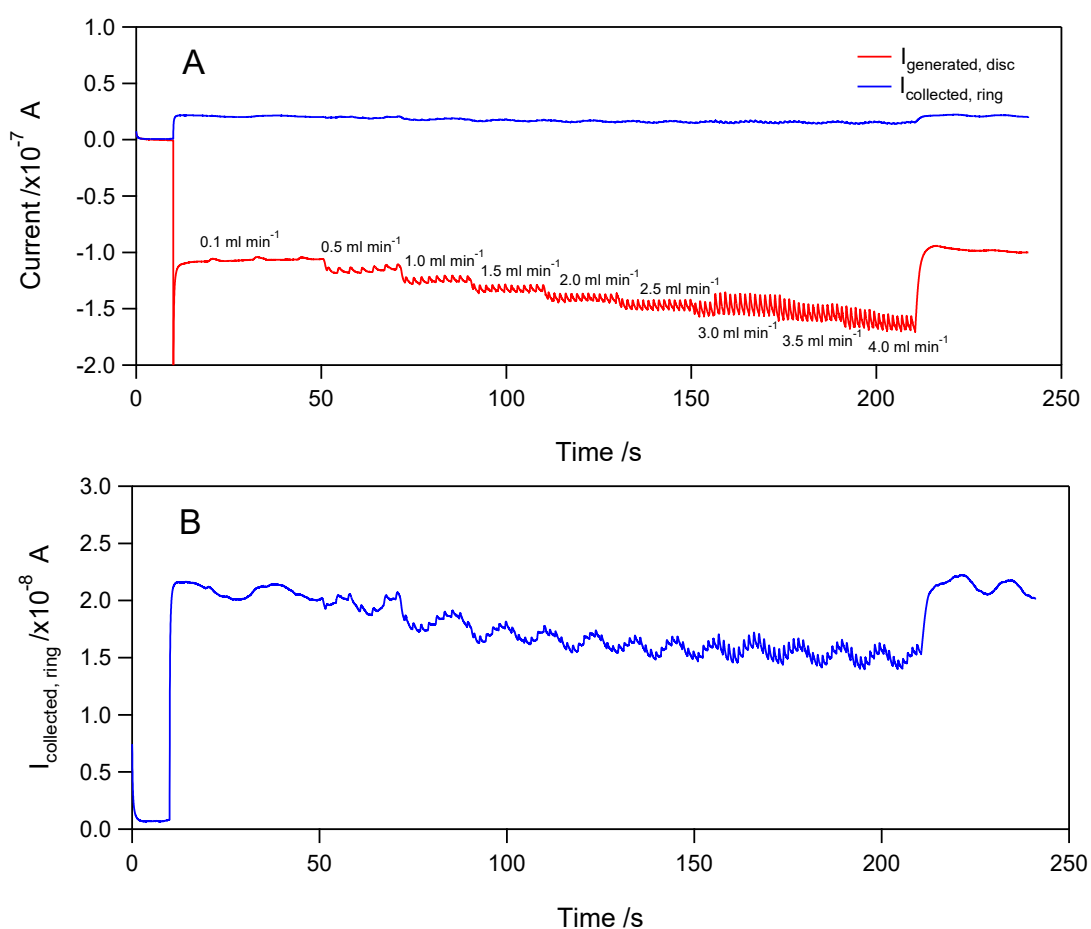 A
I generated, disc
I collected, ring
1.0
0.5
0.0
-0.5
-1.0
-1.5
-2.0
Current /x10⁻⁷ A
0.1 ml min⁻¹
0.5 ml min⁻¹
1.0 ml min⁻¹
1.5 ml min⁻¹
2.0 ml min⁻¹
2.5 ml min⁻¹
3.0 ml min⁻¹
3.5 ml min⁻¹
4.0 ml min⁻¹
0 50 100 150 200 250
Time /s
B
3.0
2.5
2.0
1.5
1.0
0.5
0.0
I collected, ring /x10⁻⁸ A
0 50 100 150 200 250
Time /s